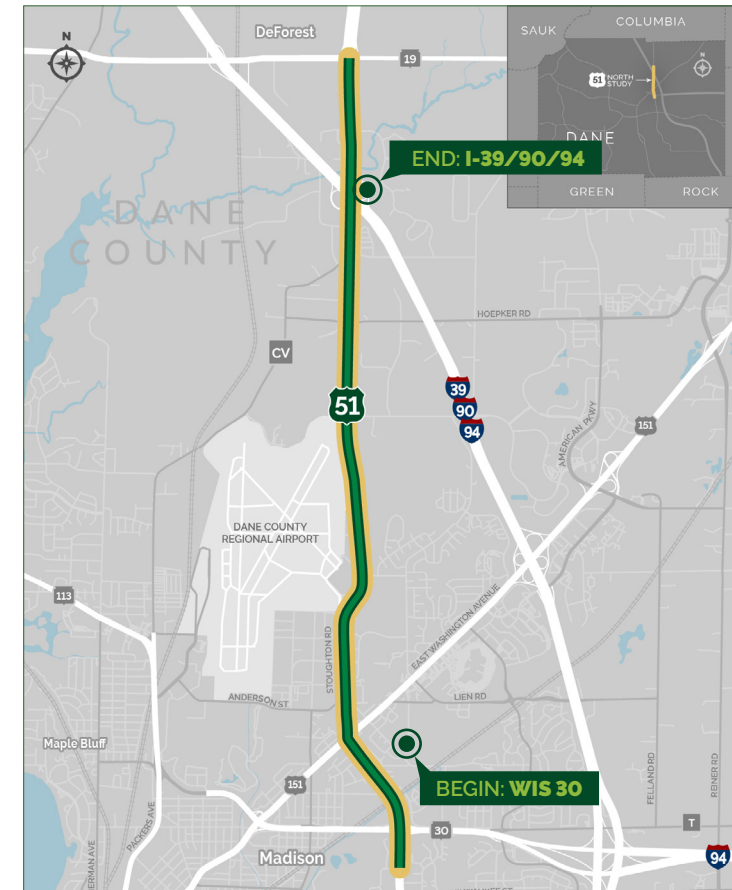 N
DeForest
19
SAUK
COLUMBIA
N
51 NORTH
STUDY
DANE
GREEN
ROCK
END: I-39/90/94
DANE
COUNTY
HOEPKER RD
CV
39
90
94
51
151
AMERICAN PKWY
DANE COUNTY
REGIONAL AIRPORT
113
EAST WASHINGTON AVENUE
STOUGHTON RD
ANDERSON ST
LIEN RD
Maple Bluff
BEGIN: WIS 30
151
FELLAND RD
REINER RD
PACKERS AVE
30
T
94
Madison
ERMAN AVE